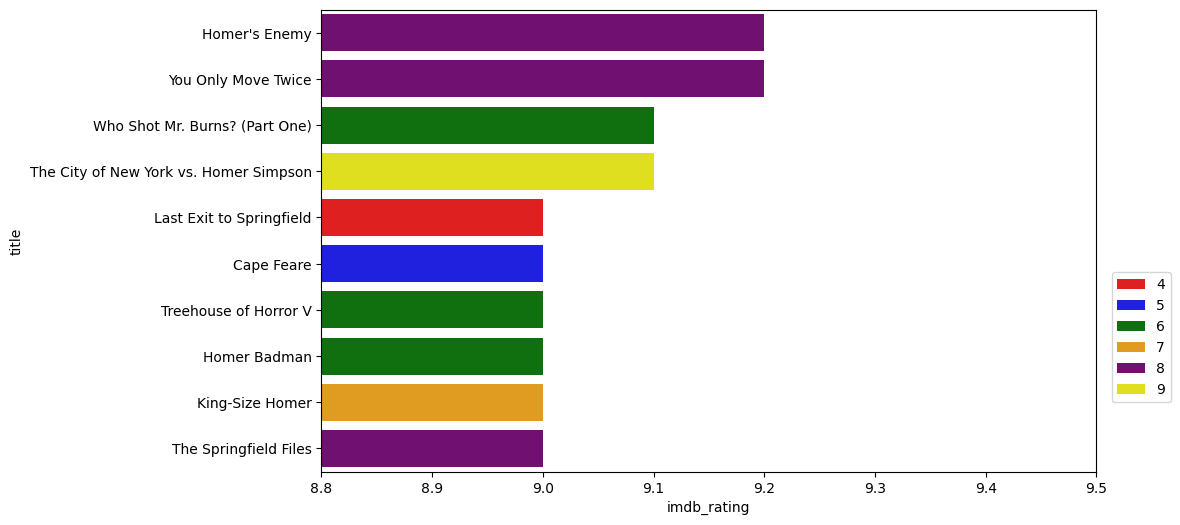 Homer's Enemy
You Only Move Twice
Who Shot Mr. Burns? (Part One)
The City of New York vs. Homer Simpson
Last Exit to Springfield
Cape Feare
Treehouse of Horror V
Homer Badman
King-Size Homer
The Springfield Files
title
8.8 8.9 9.0 9.1 9.2 9.3 9.4 9.5
imdb_rating
4
5
6
7
8
9